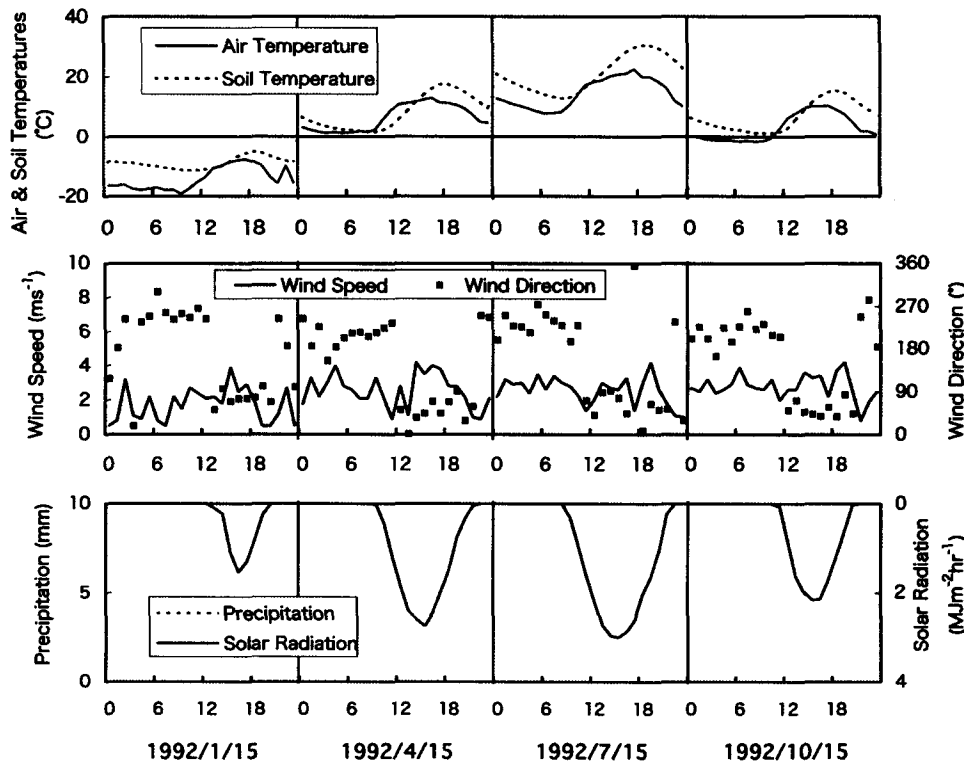 Air & Soil Temperatures
(°C)
40
20
0
-20
Air Temperature
Soil Temperature
0 6 12 18 0 6 12 18 0 6 12 18 0 6 12 18
Wind Speed (ms-1)
10
8
6
4
2
0
Wind Speed
Wind Direction
360
270
180
90
0
Wind Direction (°)
0 6 12 18 0 6 12 18 0 6 12 18 0 6 12 18
Precipitation (mm)
10
5
0
Precipitation
Solar Radiation
0
2
4
Solar Radiation
(MJm-2hr-1)
0 6 12 18 0 6 12 18 0 6 12 18 0 6 12 18
1992/1/15 1992/4/15 1992/7/15 1992/10/15